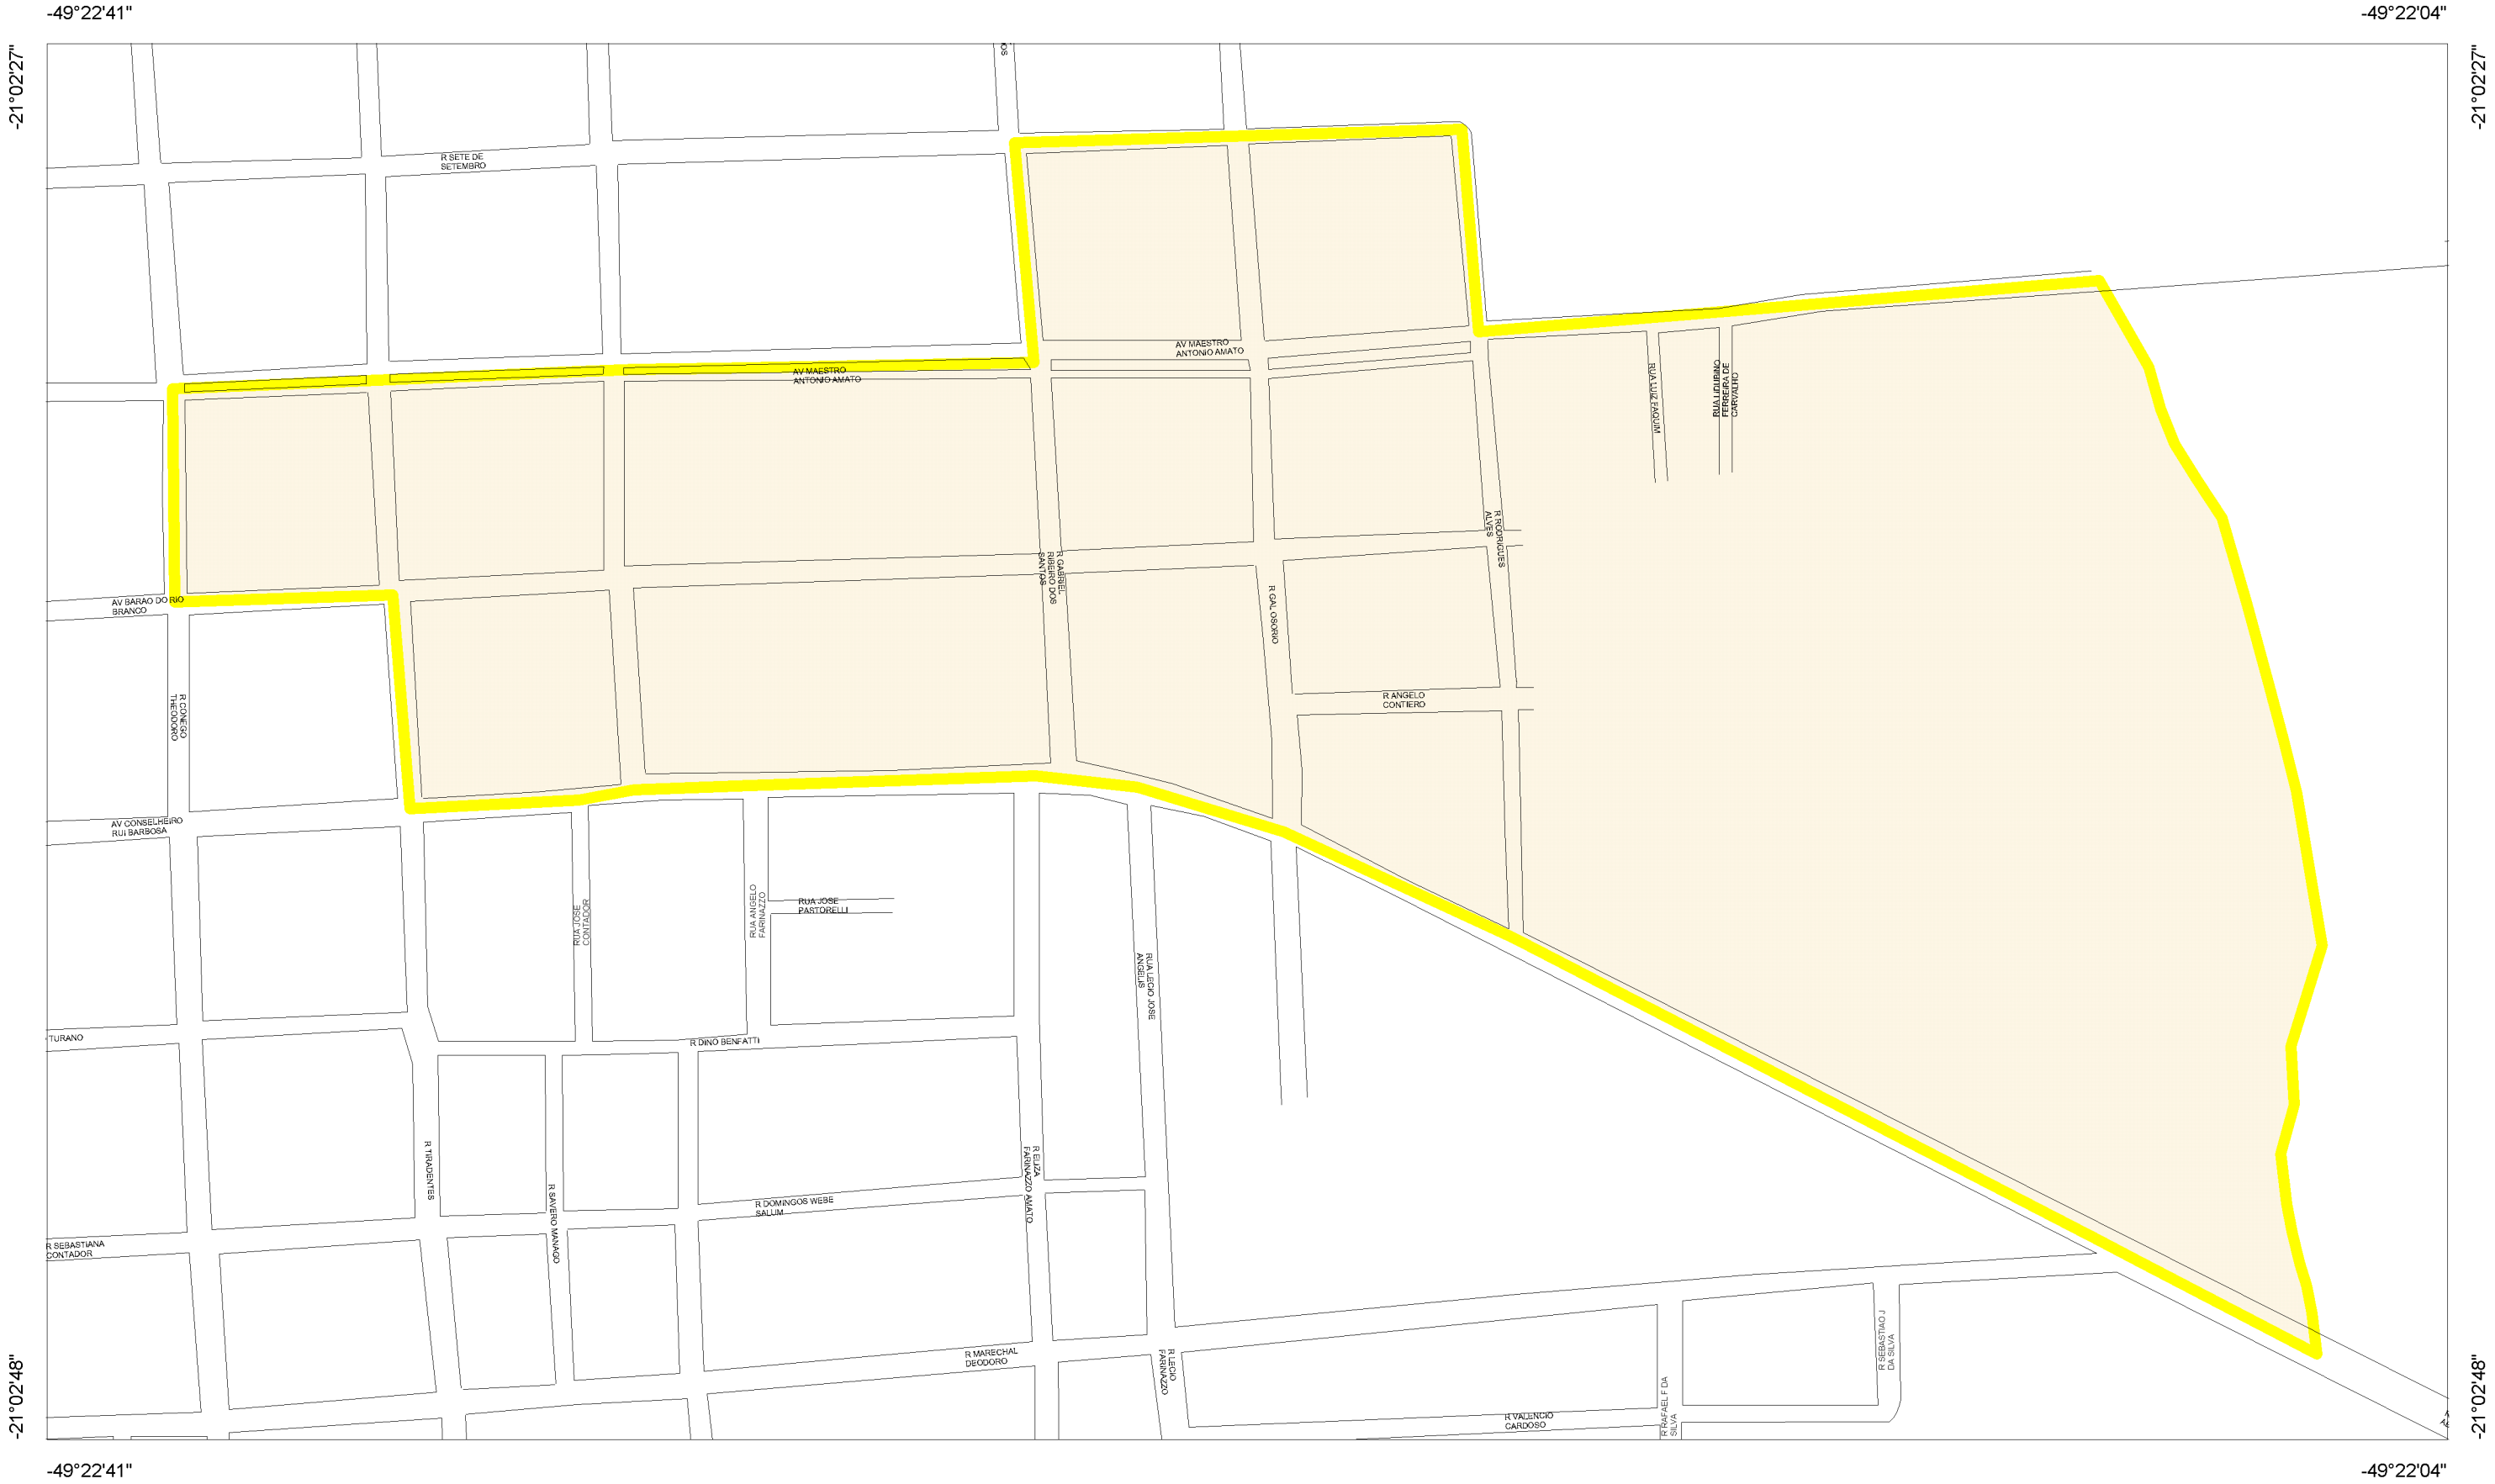 -49°22'41"
-49°22'04"
-21°02'27"
-21°02'27"
OS
R SETE DE
SETEMBRO
AV MAESTRO
ANTONIO AMATO
AV MAESTRO
ANTONIO AMATO
RUA LUIZ FAQUIM
RUA LIDUBINO
FERREIRA DE
CARVALHO
R RODRIGUES
ALVES
R GABRIEL
RIBEIRO DOS
SANTOS
AV BARAO DO RIO
BRANCO
R GAL OSORIO
R CONEGO
THEODORO
R ANGELO
CONTIERO
AV CONSELHEIRO
RUI BARBOSA
RUA JOSE
CONTADOR
RUA ANGELO
FARINAZZO
RUA JOSE
PASTORELLI
RUA LECIO JOSE
ANGELIS
TURANO
R DINO BENFATTI
R TIRADENTES
R SAVERO MANAGO
R ELIZA
FARINAZZO AMATO
R DOMINGOS WEBE
SALUM
R SEBASTIANA
CONTADOR
R MARECHAL
DEODORO
R LECIO
FARINAZZO
R SEBASTIAO J
DA SILVA
R RAFAEL F DA
SILVA
R VALENCIO
CARDOSO
-21°02'48"
-21°02'48"
-49°22'41"
-49°22'04"